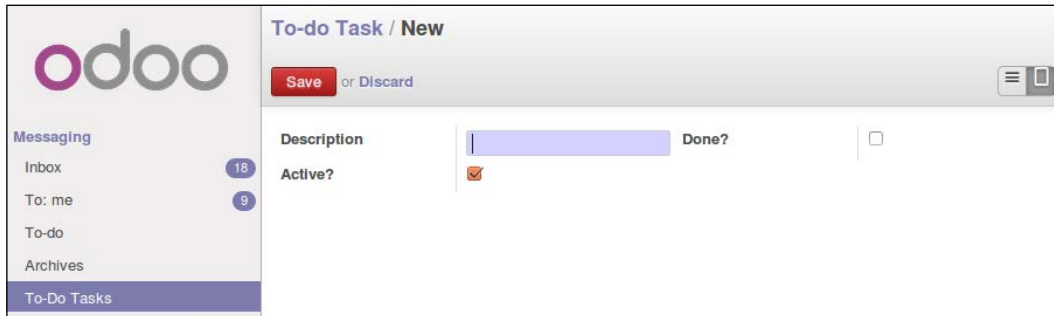 odoo
To-do Task / New
Save or Discard
Messaging
Inbox 18
To: me 9
To-do
Archives
To-Do Tasks
Description Done?
Active?